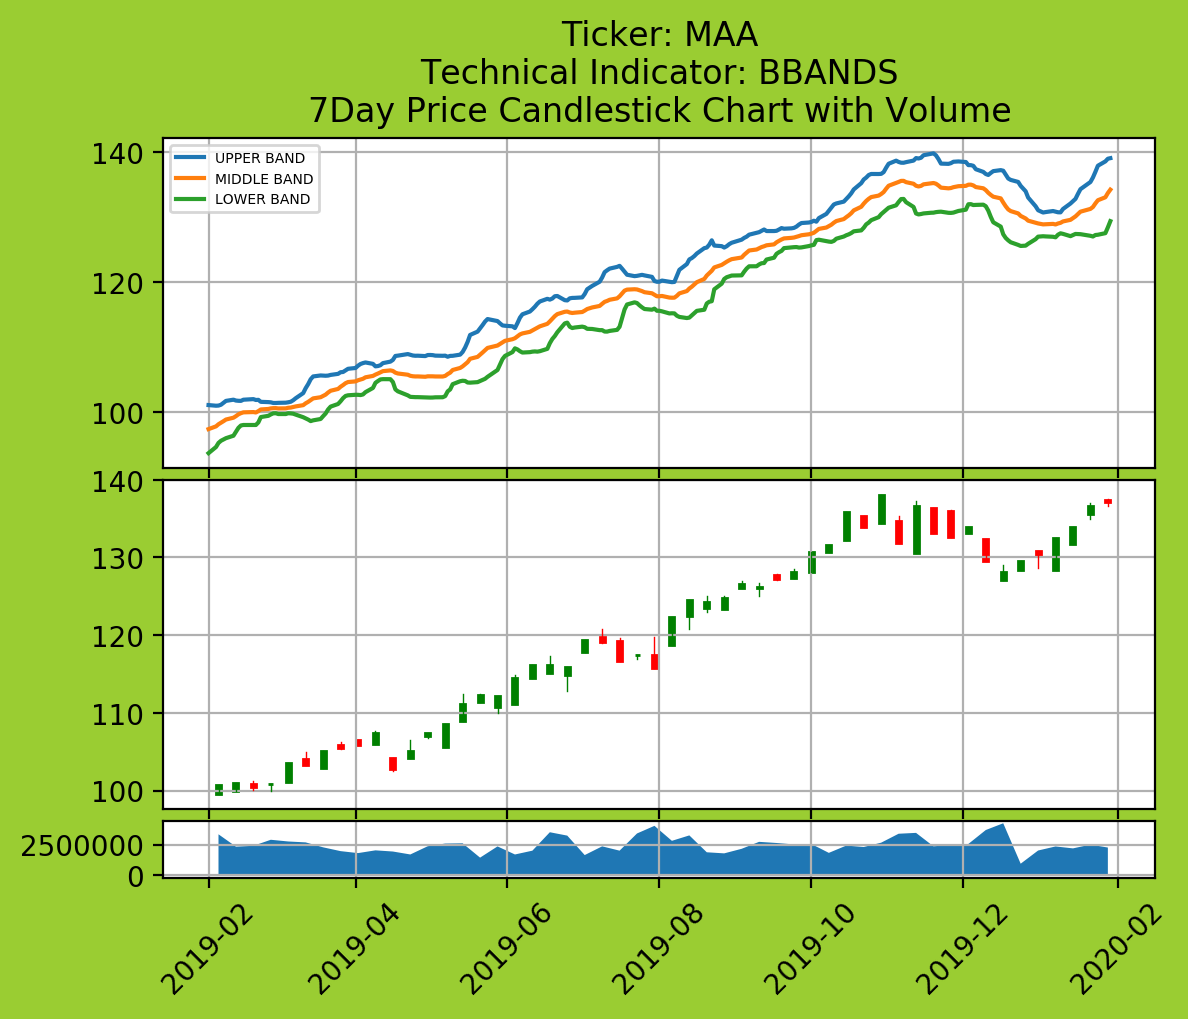 Ticker: MAA
Technical Indicator: BBANDS
7Day Price Candlestick Chart with Volume
140
120
100
UPPER BAND
MIDDLE BAND
LOWER BAND
140
130
120
110
100
2500000
0
2019-02
2019-04
2019-06
2019-08
2019-10
2019-12
2020-02